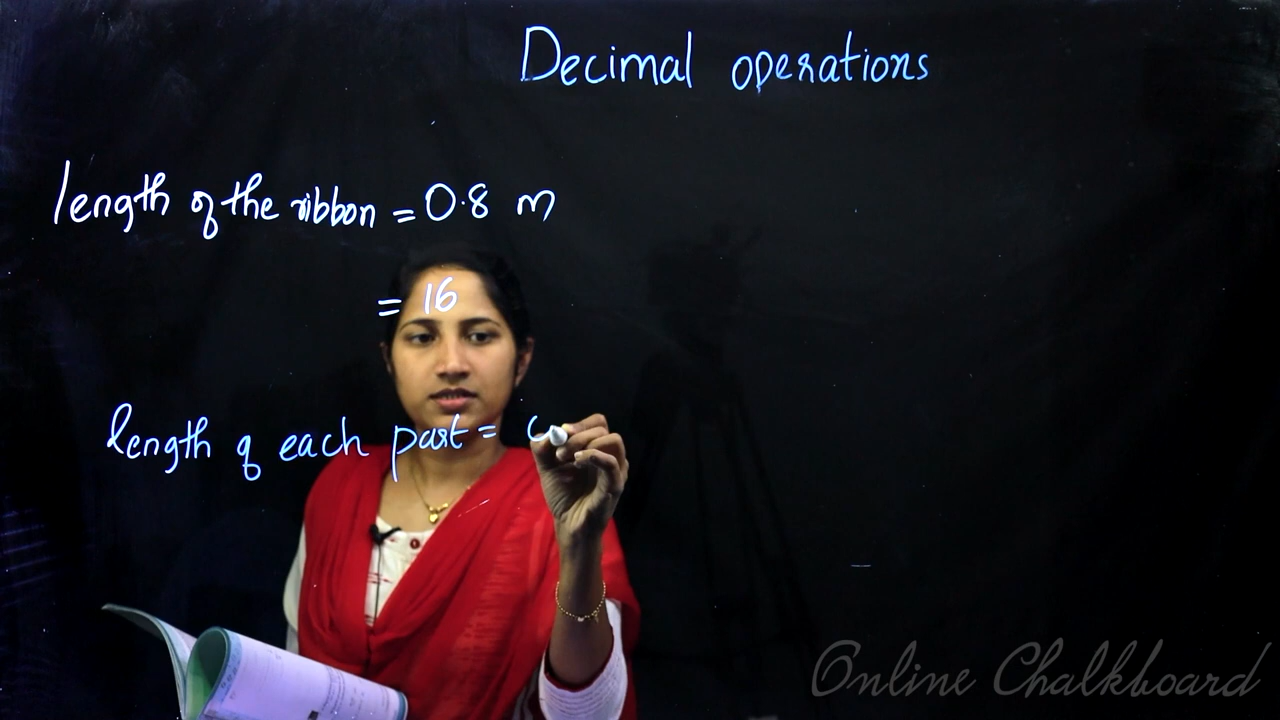 Decimal operations
length of the ribbon = 0.8 m
= 16
length of each part =
Online Chalkboard